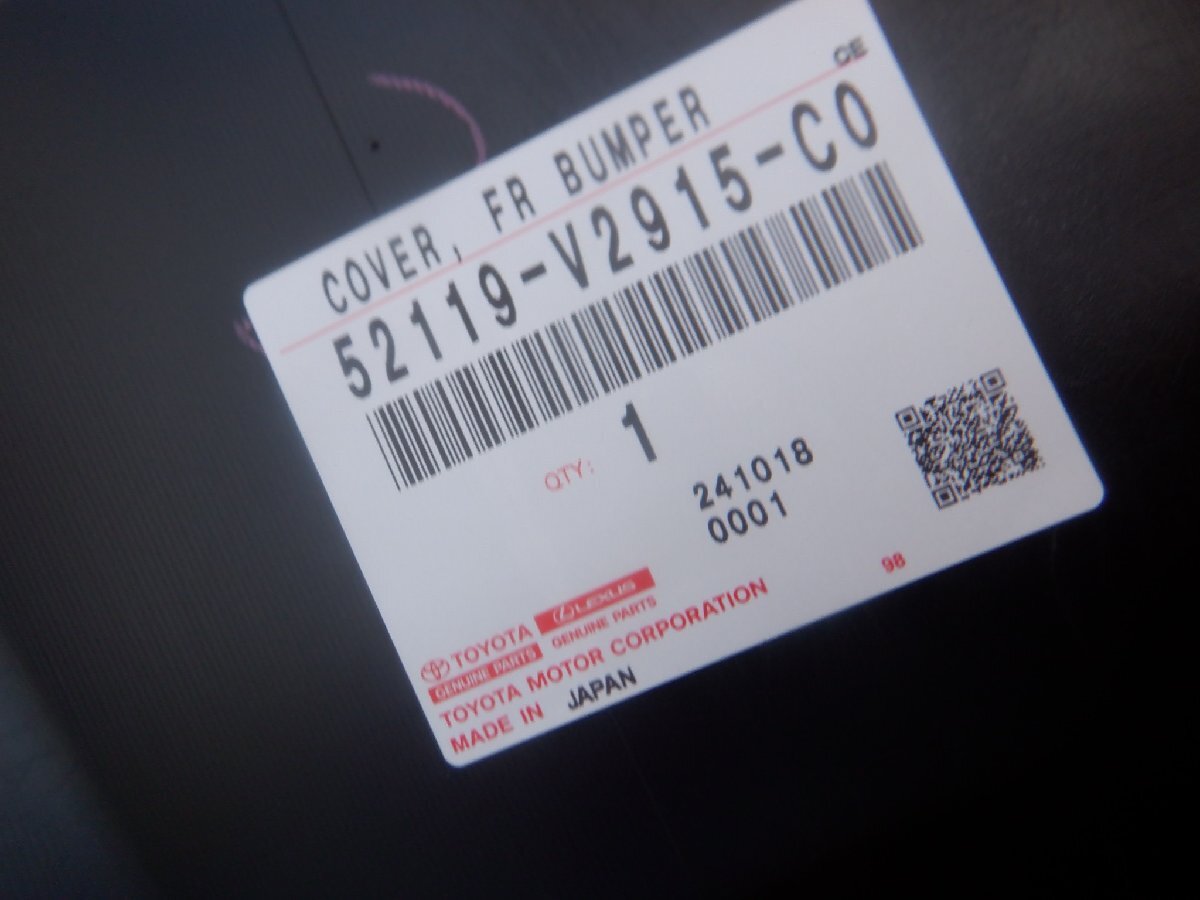 CE
COVER, FR BUMPER
52119-V2915-C0
QTY: 1
241018
0001
98
TOYOTA LEXUS
GENUINE PARTS GENUINE PARTS
TOYOTA MOTOR CORPORATION
MADE IN JAPAN